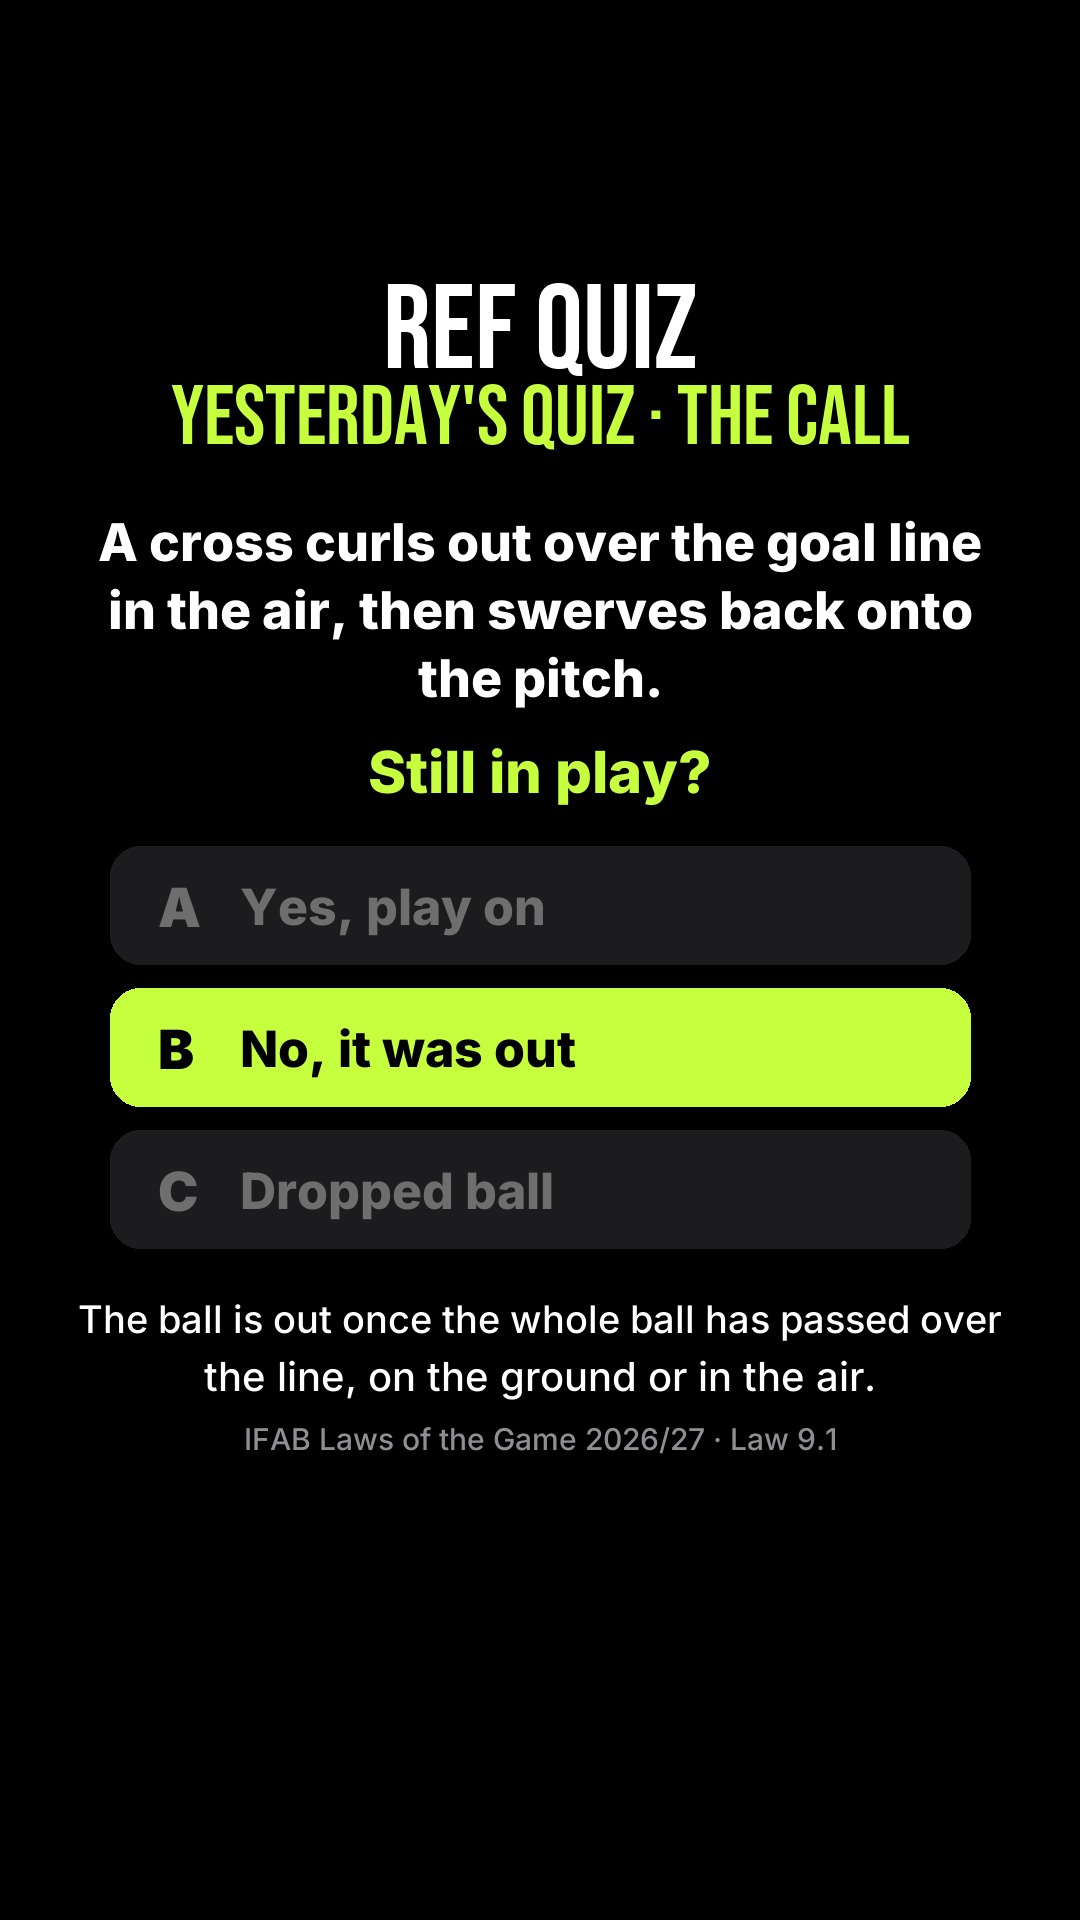 REF QUIZ
YESTERDAY'S QUIZ · THE CALL
A cross curls out over the goal line
in the air, then swerves back onto
the pitch.
Still in play?
A Yes, play on
B No, it was out
C Dropped ball
The ball is out once the whole ball has passed over
the line, on the ground or in the air.
IFAB Laws of the Game 2026/27 · Law 9.1